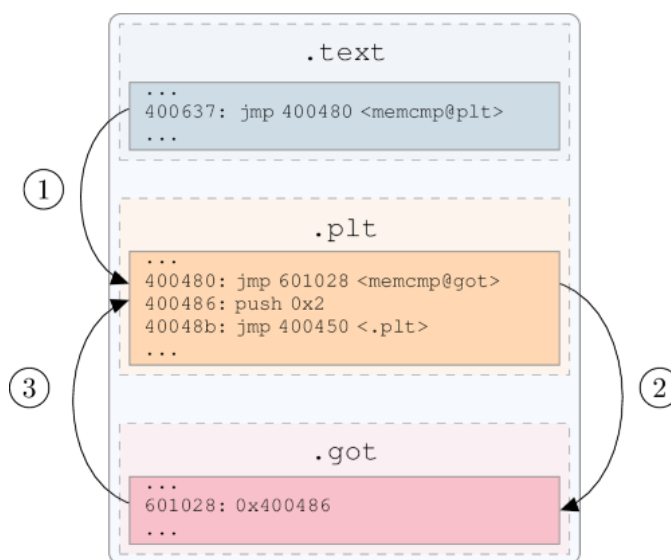 .text
...
400637: jmp 400480 <memcmp@plt>
...
①
.plt
...
400480: jmp 601028 <memcmp@got>
400486: push 0x2
40048b: jmp 400450 <.plt>
...
③
②
.got
...
601028: 0x400486
...